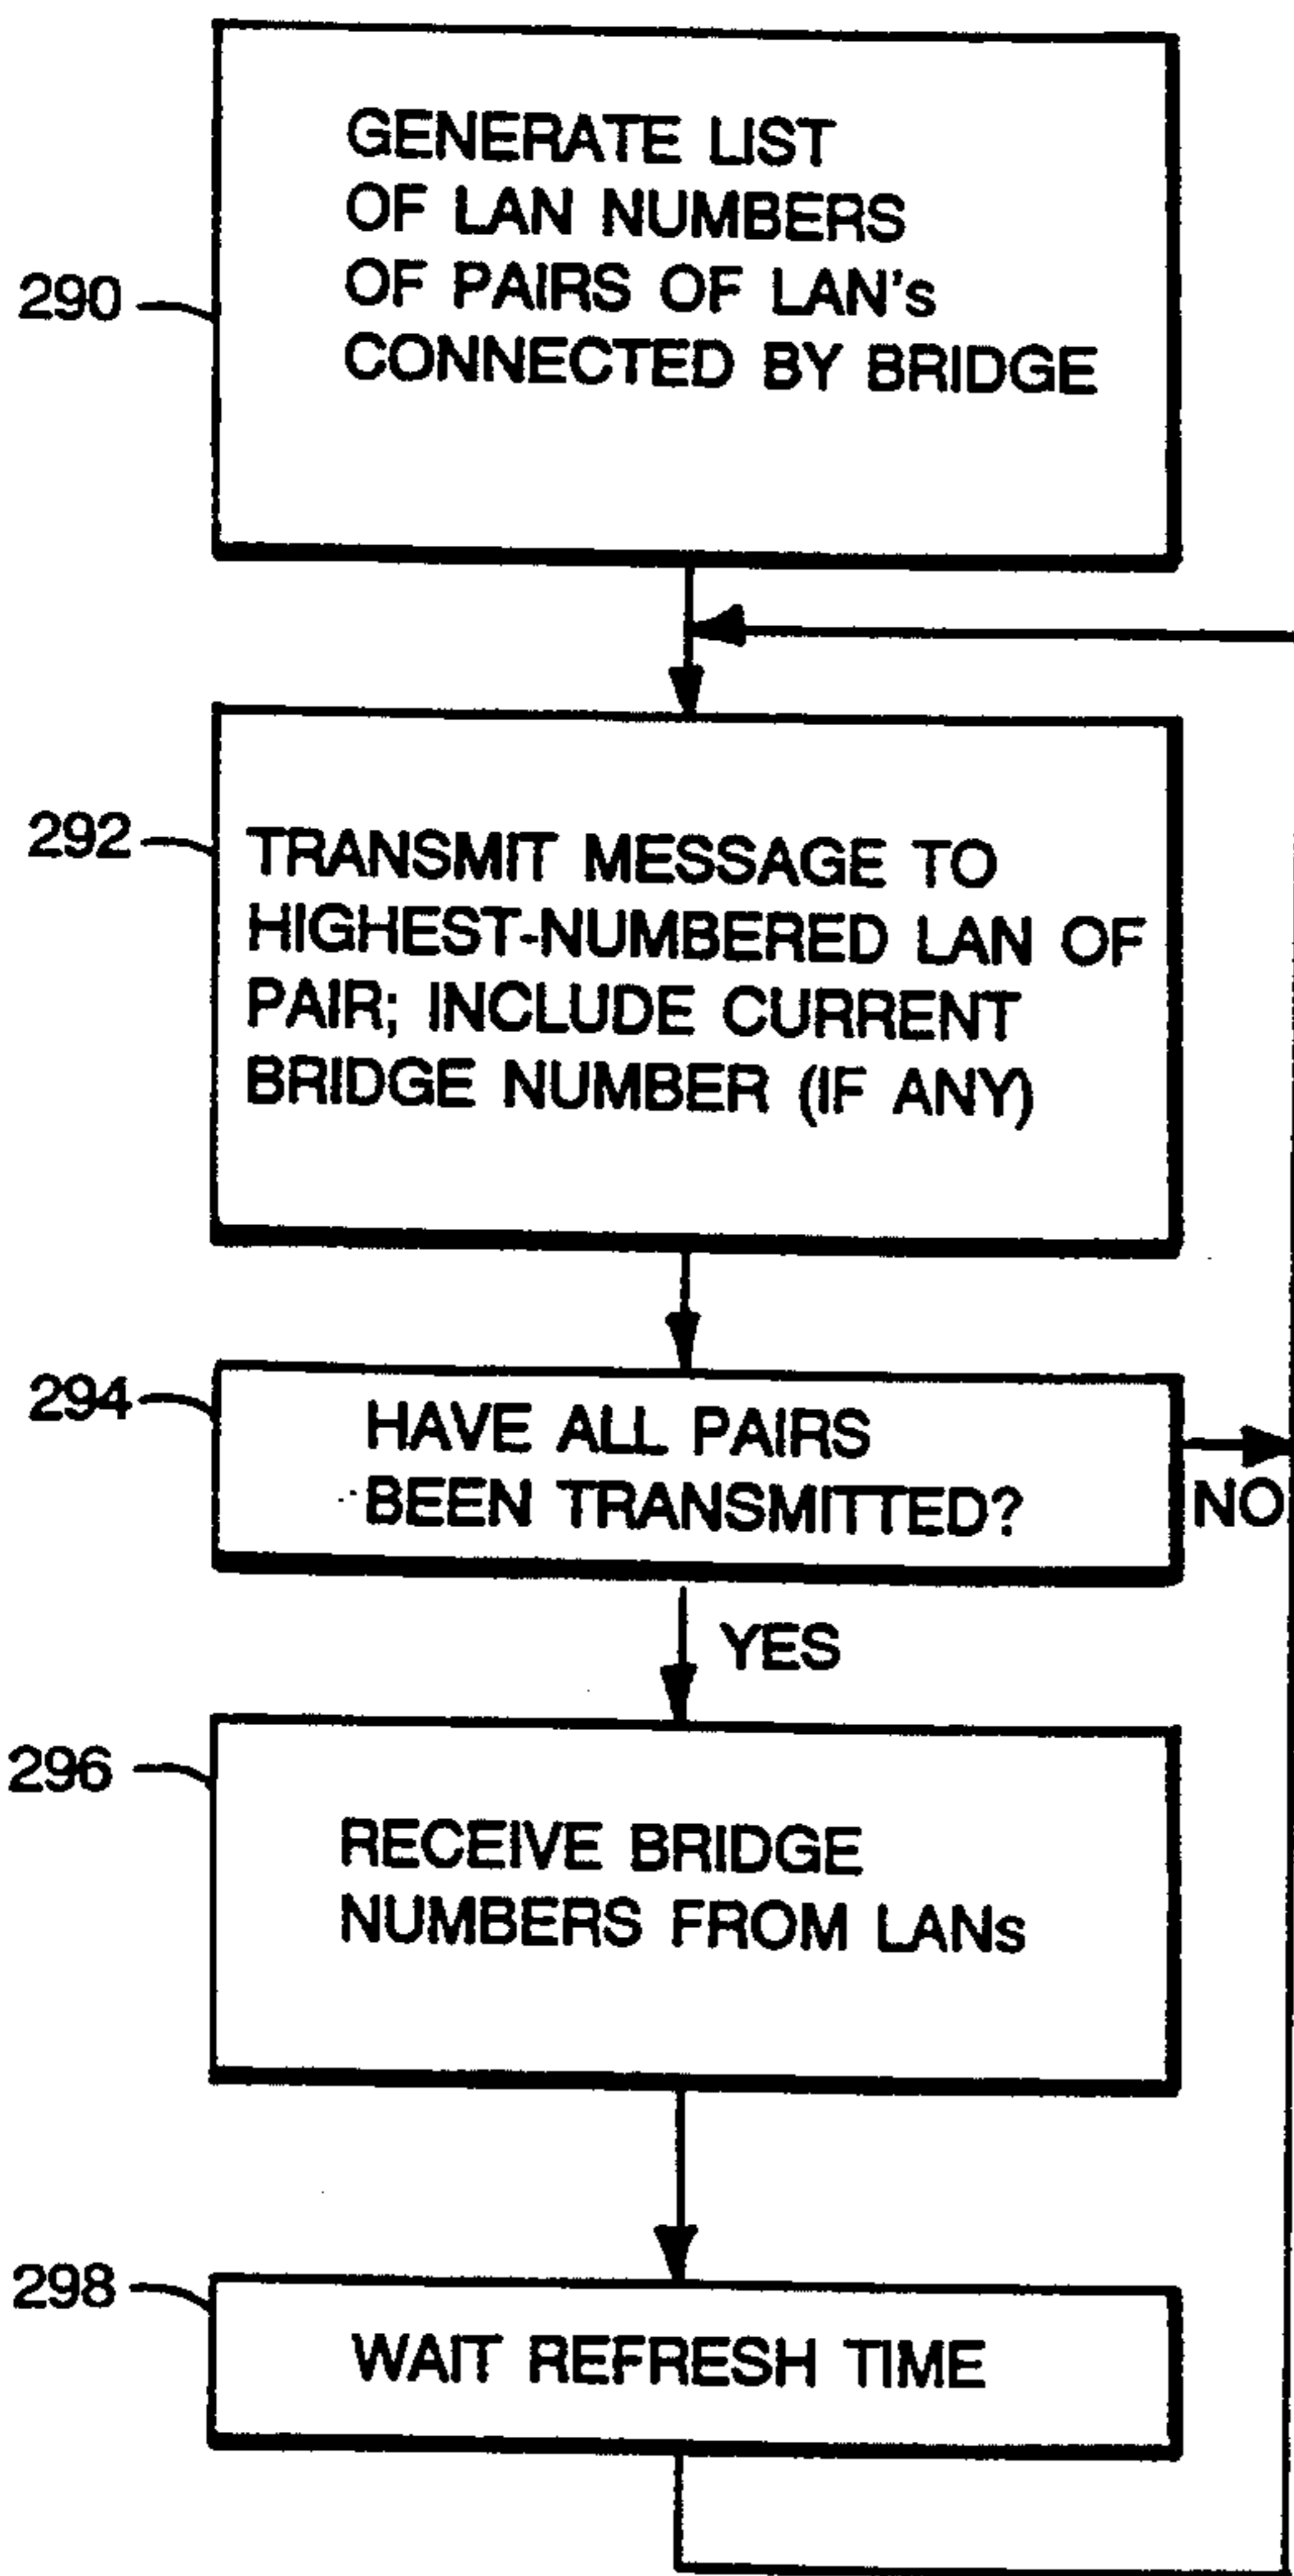 GENERATE LIST
OF LAN NUMBERS
OF PAIRS OF LAN's
CONNECTED BY BRIDGE
290
292
TRANSMIT MESSAGE TO
HIGHEST-NUMBERED LAN OF
PAIR; INCLUDE CURRENT
BRIDGE NUMBER (IF ANY)
294
HAVE ALL PAIRS
BEEN TRANSMITTED?
NO
YES
296
RECEIVE BRIDGE
NUMBERS FROM LANs
298
WAIT REFRESH TIME